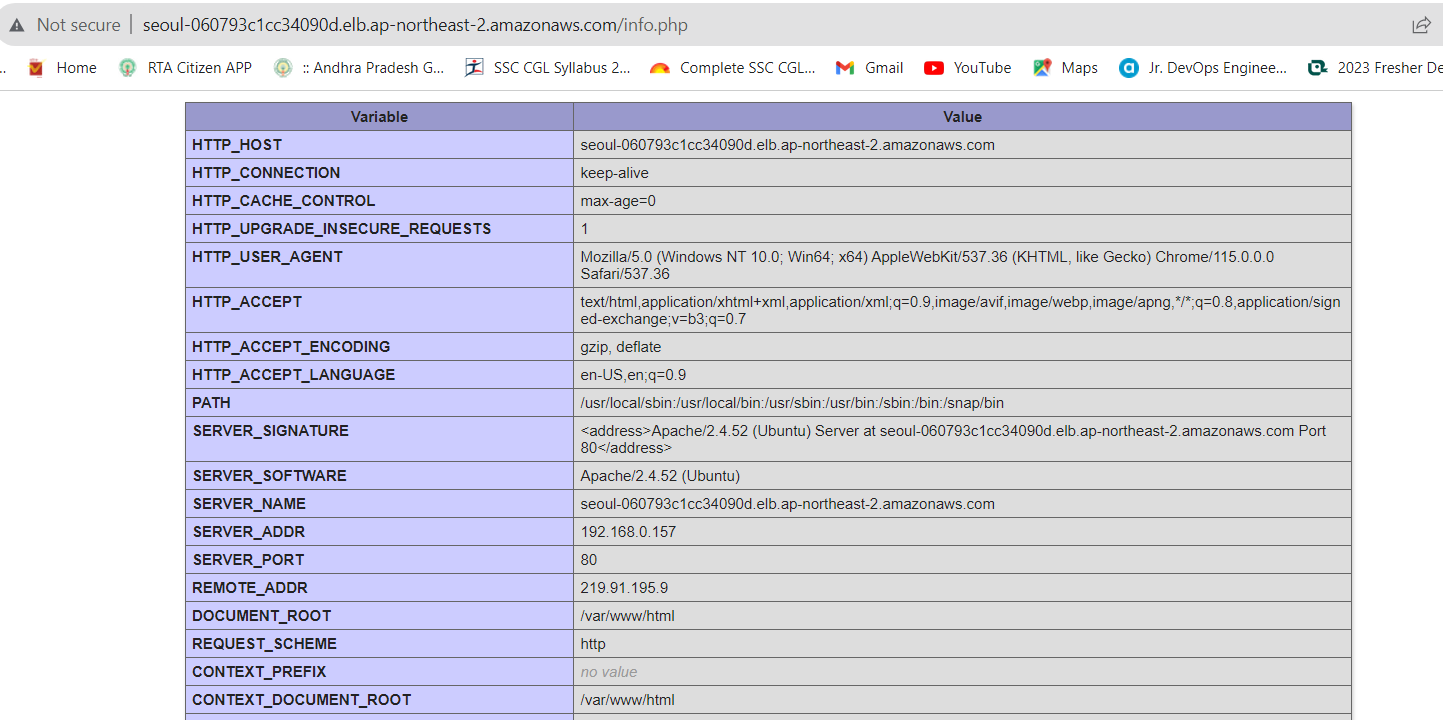 Not secure | seoul-060793c1cc34090d.elb.ap-northeast-2.amazonaws.com/info.php
.. Home RTA Citizen APP :: Andhra Pradesh G... SSC CGL Syllabus 2... Complete SSC CGL... Gmail YouTube Maps Jr. DevOps Enginee... 2023 Fresher De
Variable Value
HTTP_HOST seoul-060793c1cc34090d.elb.ap-northeast-2.amazonaws.com
HTTP_CONNECTION keep-alive
HTTP_CACHE_CONTROL max-age=0
HTTP_UPGRADE_INSECURE_REQUESTS 1
HTTP_USER_AGENT Mozilla/5.0 (Windows NT 10.0; Win64; x64) AppleWebKit/537.36 (KHTML, like Gecko) Chrome/115.0.0.0
Safari/537.36
HTTP_ACCEPT text/html,application/xhtml+xml,application/xml;q=0.9,image/avif,image/webp,image/apng,*/*;q=0.8,application/sign
ed-exchange;v=b3;q=0.7
HTTP_ACCEPT_ENCODING gzip, deflate
HTTP_ACCEPT_LANGUAGE en-US,en;q=0.9
PATH /usr/local/sbin:/usr/local/bin:/usr/sbin:/usr/bin:/sbin:/bin:/snap/bin
SERVER_SIGNATURE <address>Apache/2.4.52 (Ubuntu) Server at seoul-060793c1cc34090d.elb.ap-northeast-2.amazonaws.com Port
80</address>
SERVER_SOFTWARE Apache/2.4.52 (Ubuntu)
SERVER_NAME seoul-060793c1cc34090d.elb.ap-northeast-2.amazonaws.com
SERVER_ADDR 192.168.0.157
SERVER_PORT 80
REMOTE_ADDR 219.91.195.9
DOCUMENT_ROOT /var/www/html
REQUEST_SCHEME http
CONTEXT_PREFIX no value
CONTEXT_DOCUMENT_ROOT /var/www/html